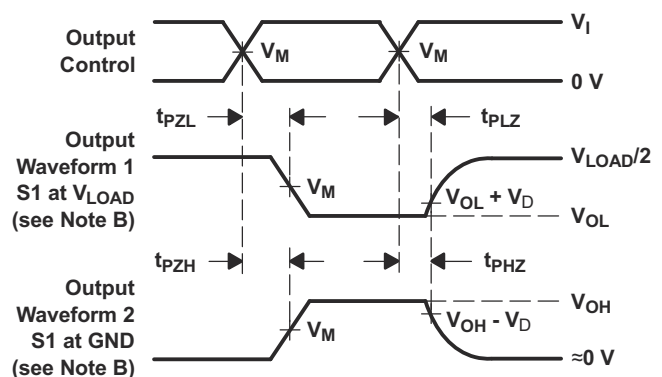 Output
Control
V_M
V_M
V_I
0 V
t_PZL
t_PLZ
Output
Waveform 1
S1 at V_LOAD
(see Note B)
V_M
V_OL + V_D
V_LOAD/2
V_OL
t_PZH
t_PHZ
Output
Waveform 2
S1 at GND
(see Note B)
V_M
V_OH - V_D
V_OH
≈0 V